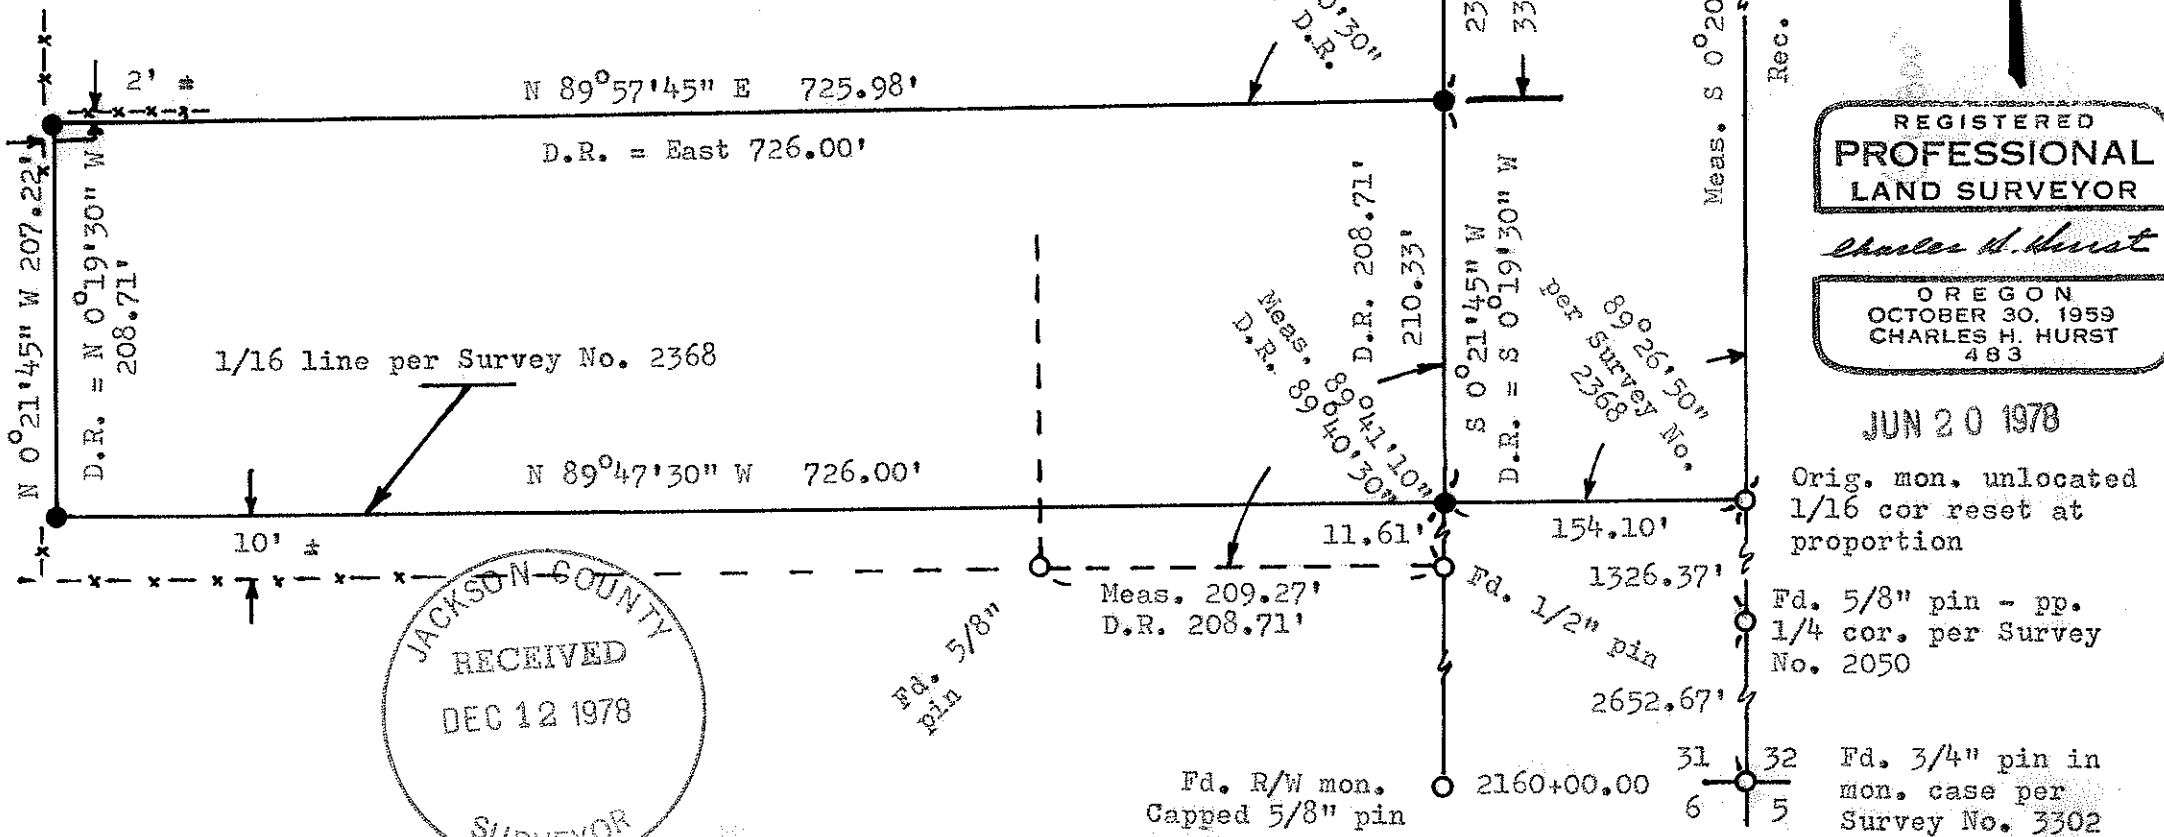 2' ±
N 89°57'45" E 725.98'
D.R. = East 726.00'
0'30"
D.R.
23
33
Meas. S 0°20
Rec.
N 0°21'45" W 207.22'
D.R. = N 0°19'30" W
208.71'
1/16 line per Survey No. 2368
N 89°47'30" W 726.00'
10' ±
Meas. 89°41'10"
D.R. 89°40'30"
D.R. 208.71'
210.33'
S 0°21'45" W
D.R. = S 0°19'30" W
89°26'50"
per Survey No.
2368
11.61'
154.10'
Meas. 209.27'
D.R. 208.71'
Fd. 5/8"
pin
Fd. 1/2" pin
1326.37'
2652.67'
Fd. R/W mon.
Capped 5/8" pin
2160+00.00
31 32
6 5
REGISTERED
PROFESSIONAL
LAND SURVEYOR
Charles H. Hurst
OREGON
OCTOBER 30, 1959
CHARLES H. HURST
483
JUN 20 1978
Orig. mon. unlocated
1/16 cor reset at
proportion
Fd. 5/8" pin - pp.
1/4 cor. per Survey
No. 2050
Fd. 3/4" pin in
mon. case per
Survey No. 3302
JACKSON COUNTY
RECEIVED
DEC 12 1978
SURVEYOR